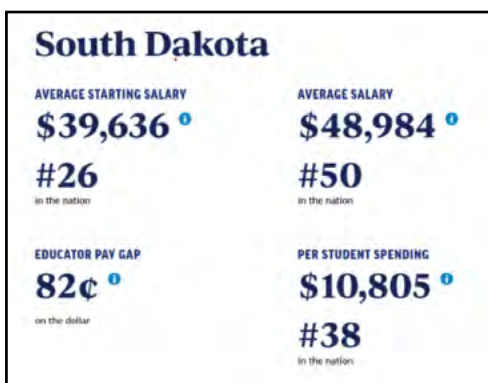 South Dakota
AVERAGE STARTING SALARY
$39,636 i
#26
in the nation
AVERAGE SALARY
$48,984 i
#50
in the nation
EDUCATOR PAY GAP
82¢ i
on the dollar
PER STUDENT SPENDING
$10,805 i
#38
in the nation